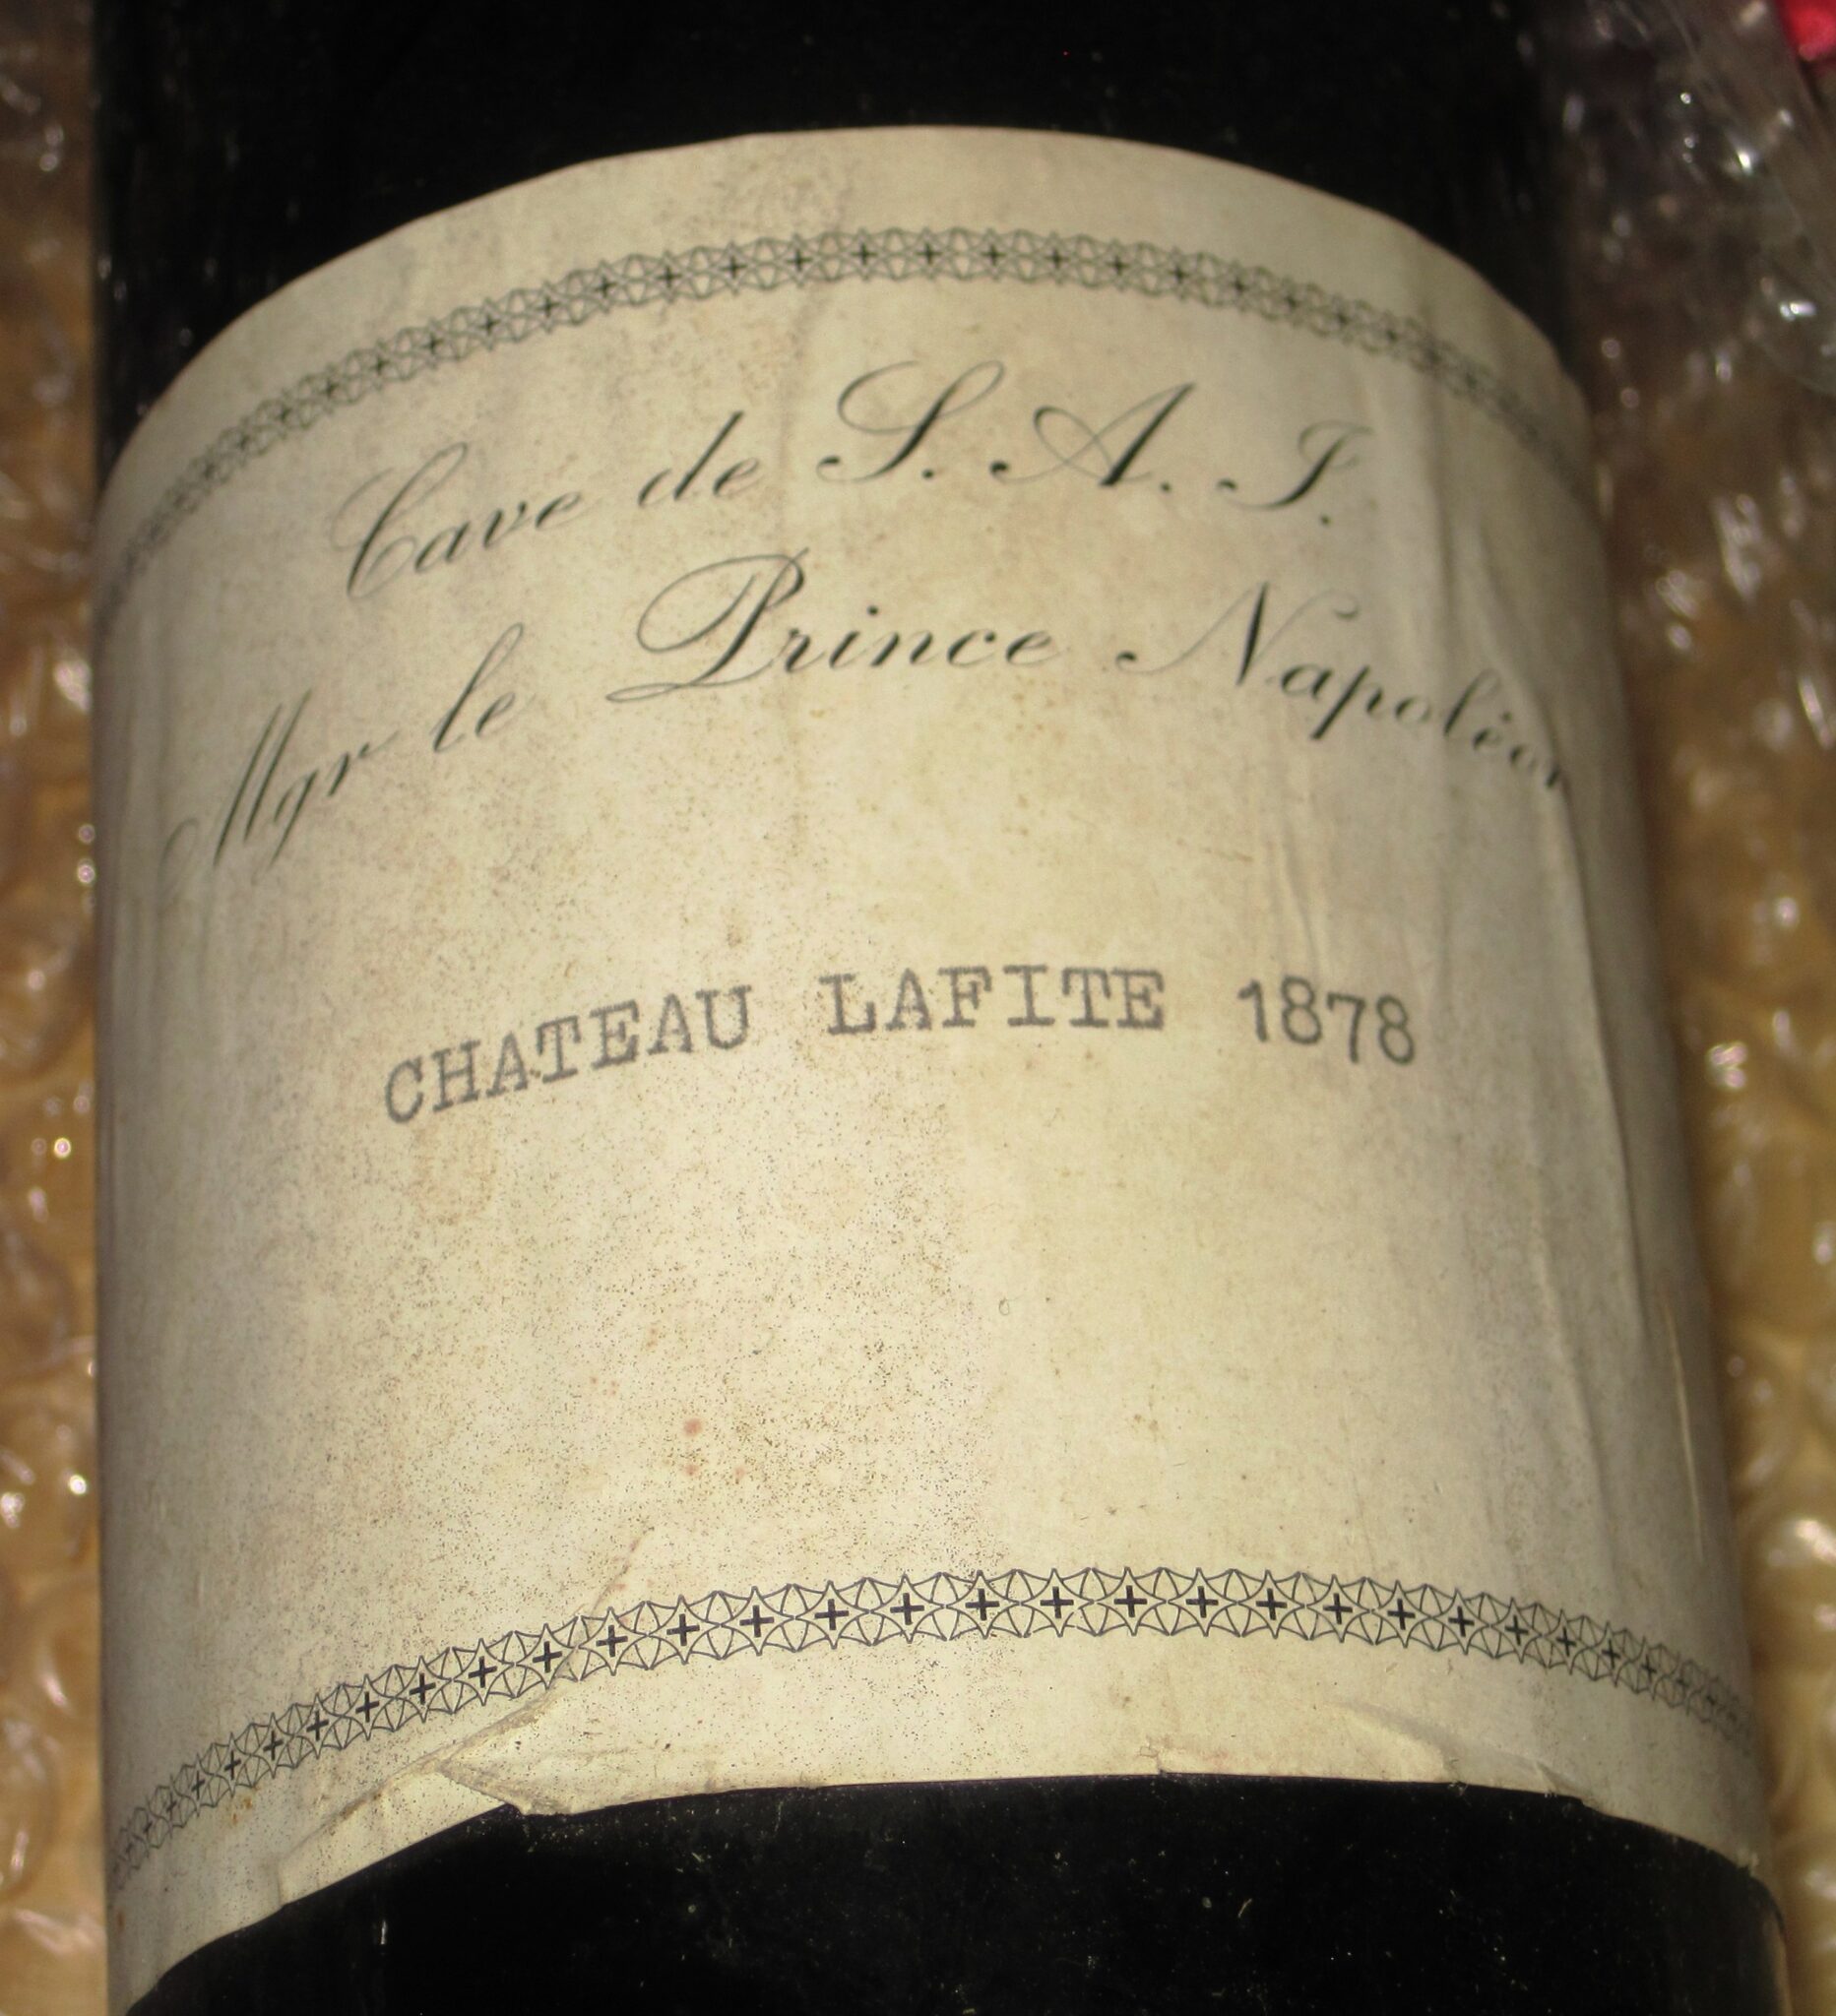 Cave de S. A. I.
Mgr le Prince Napoléon
CHATEAU LAFITE 1878